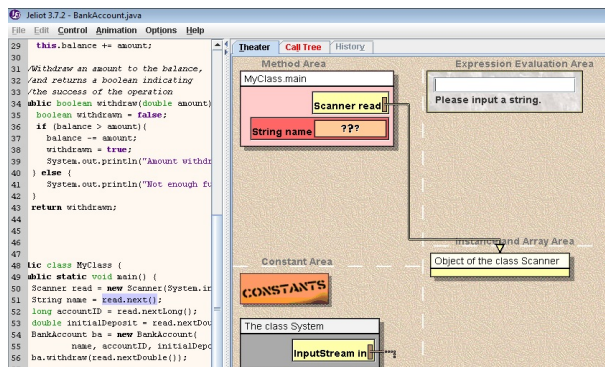 Jeliot 3.7.2 - BankAccount.java
File Edit Control Animation Options Help
29 this.balance += amount;
30
31 /Withdraw an amount to the balance,
32 /and returns a boolean indicating
33 /the success of the operation
34 ublic boolean withdraw(double amount)
35 boolean withdrawn = false;
36 if (balance > amount){
37 balance -= amount;
38 withdrawn = true;
39 System.out.println("Amount withdr
40 } else {
41 System.out.println("Not enough fu
42 }
43 return withdrawn;
44
45
46
47
48 lic class MyClass {
49 ublic static void main() {
50 Scanner read = new Scanner(System.in
51 String name = read.next();
52 long accountID = read.nextLong();
53 double initialDeposit = read.nextDou
54 BankAccount ba = new BankAccount(
55 name, accountID, initialDepo
56 ba.withdraw(read.nextDouble());
Theater Call Tree History
Method Area
MyClass.main
Scanner read
String name ???
Expression Evaluation Area
Please input a string.
Instance and Array Area
Object of the class Scanner
Constant Area
CONSTANTS
The class System
InputStream in